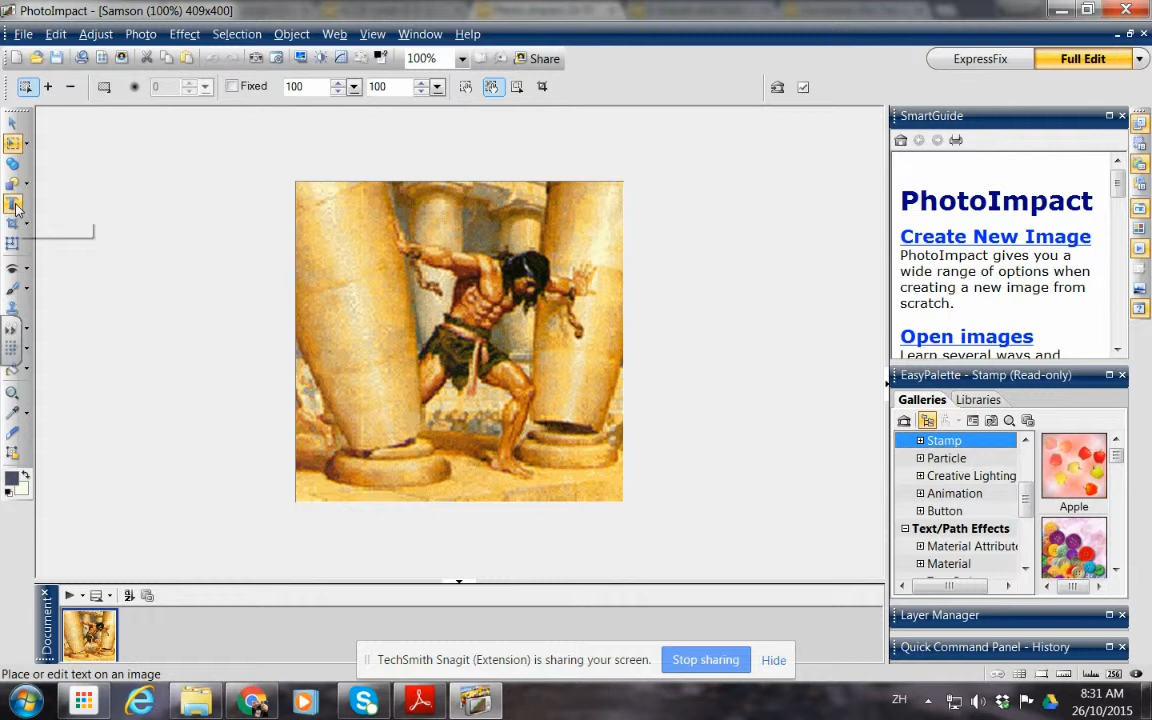 PhotoImpact - [Samson (100%) 409x400]
File Edit Adjust Photo Effect Selection Object Web View Window Help
100% Share ExpressFix Full Edit
0 Fixed 100 100
SmartGuide
PhotoImpact
Create New Image
PhotoImpact gives you a
wide range of options when
creating a new image from
scratch.
Open images
Learn several ways and
EasyPalette - Stamp (Read-only)
Galleries Libraries
Stamp
Particle
Creative Lighting
Animation
Button
Text/Path Effects
Material Attribute
Material
Apple
Layer Manager
Quick Command Panel - History
Document
TechSmith Snagit (Extension) is sharing your screen. Stop sharing Hide
Place or edit text on an image
256
ZH
8:31 AM
26/10/2015